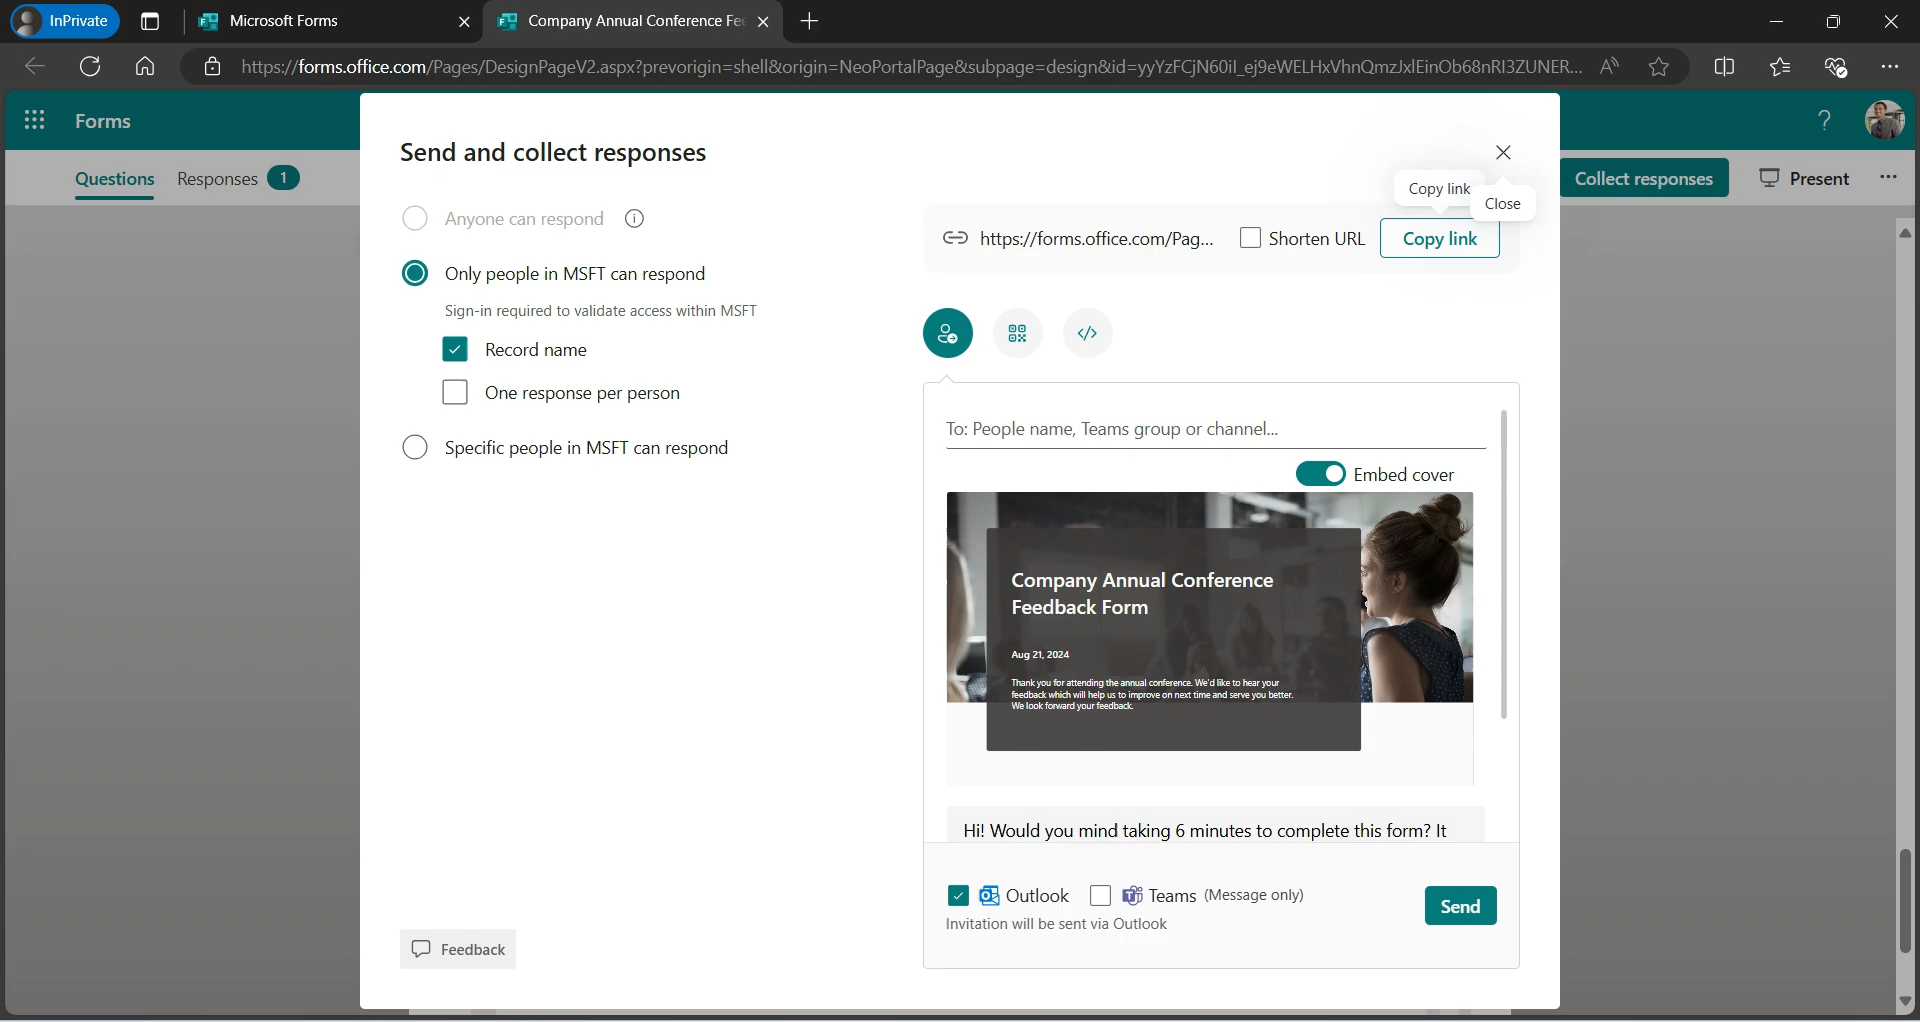 InPrivate
Microsoft Forms
Company Annual Conference Fee
https://forms.office.com/Pages/DesignPageV2.aspx?prevorigin=shell&origin=NeoPortalPage&subpage=design&id=yyYzFCjN60iI_ej9eWELHxVhnQmzJxlEinOb68nRI3ZUNER...
Forms
?
Questions
Responses 1
Collect responses
Present
Send and collect responses
Anyone can respond
Only people in MSFT can respond
Sign-in required to validate access within MSFT
Record name
One response per person
Specific people in MSFT can respond
Feedback
Copy link
Close
https://forms.office.com/Pag...
Shorten URL
Copy link
To: People name, Teams group or channel...
Embed cover
Company Annual Conference
Feedback Form
Aug 21, 2024
Thank you for attending the annual conference. We'd like to hear your
feedback which will help us to improve on next time and serve you better.
We look forward your feedback.
Hi! Would you mind taking 6 minutes to complete this form? It
Outlook
Teams (Message only)
Invitation will be sent via Outlook
Send